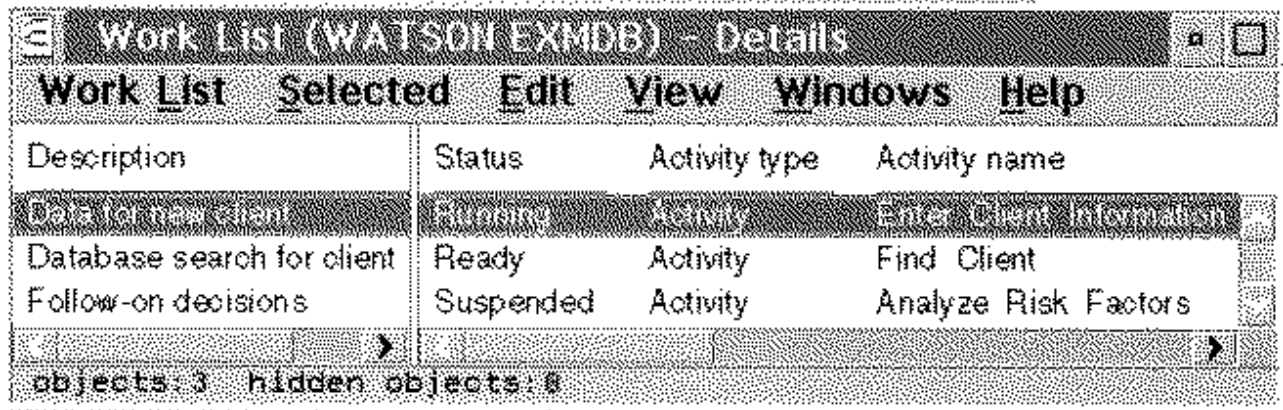 Work List (WATSON EXMDB) - Details
Work List Selected Edit View Windows Help
Description Status Activity type Activity name
Data for new client Running Activity Enter Client Information
Database search for client Ready Activity Find Client
Follow-on decisions Suspended Activity Analyze Risk Factors
objects:3 hidden objects:0